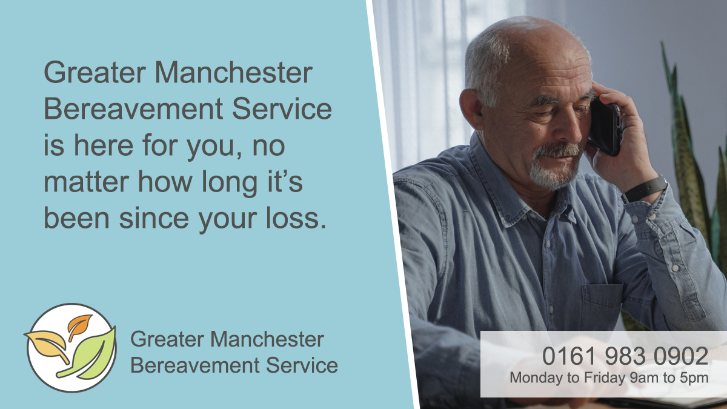 Greater Manchester
Bereavement Service
is here for you, no
matter how long it’s
been since your loss.
Greater Manchester
Bereavement Service
0161 983 0902
Monday to Friday 9am to 5pm